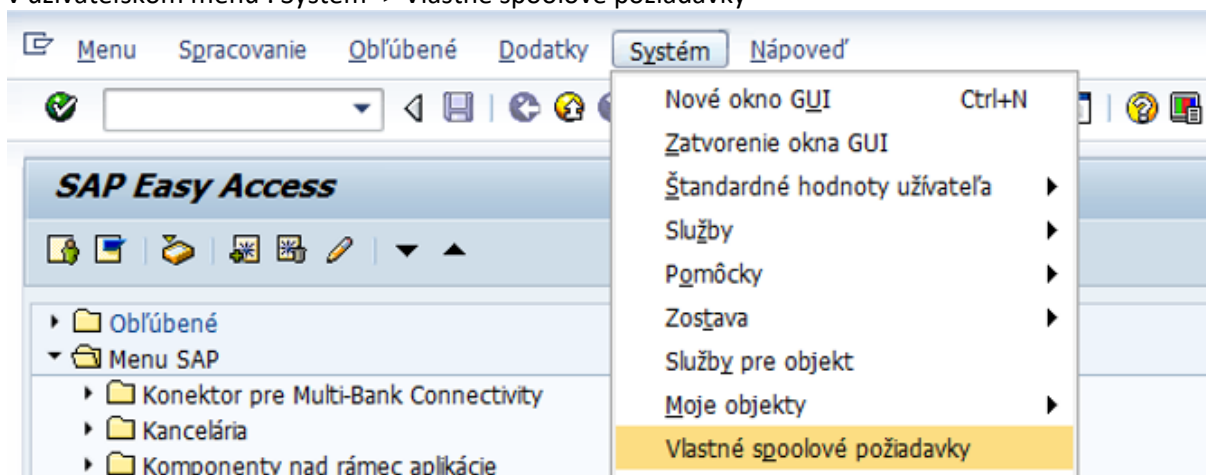 v užívateľskom menu : Systém -> Vlastné spoolové požiadavky
Menu Spracovanie Obľúbené Dodatky Systém Nápoveď
Nové okno GUI Ctrl+N
Zatvorenie okna GUI
SAP Easy Access
Štandardné hodnoty užívateľa
Služby
Pomôcky
Obľúbené
Zostava
Menu SAP
Služby pre objekt
Konektor pre Multi-Bank Connectivity
Moje objekty
Kancelária
Vlastné spoolové požiadavky
Komponenty nad rámec aplikácie